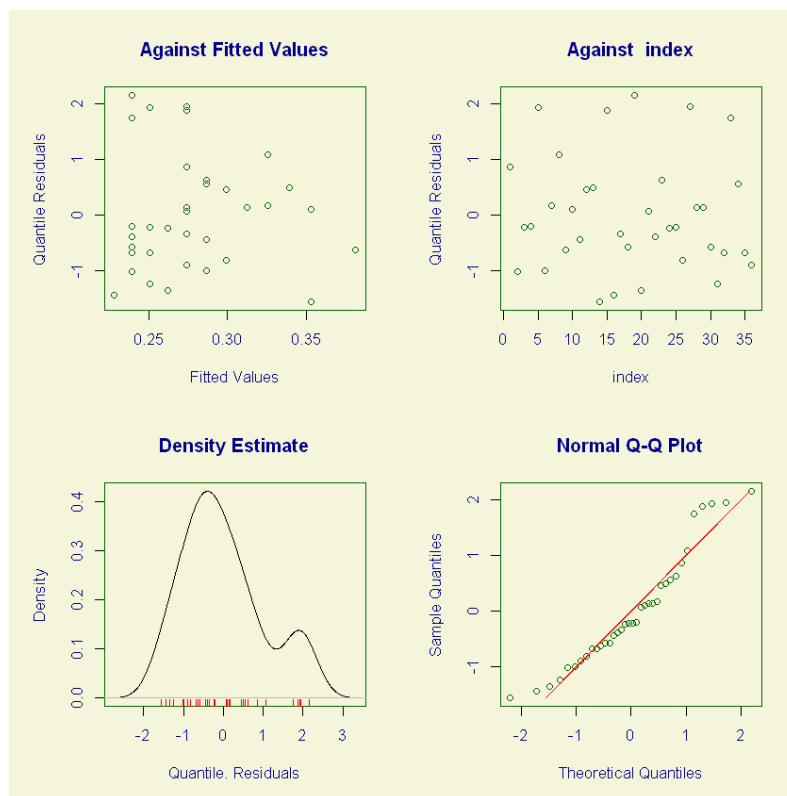 Against Fitted Values
Quantile Residuals
2
1
0
-1
0.25 0.30 0.35
Fitted Values
Against index
Quantile Residuals
2
1
0
-1
0 5 10 15 20 25 30 35
index
Density Estimate
Density
0.4
0.3
0.2
0.1
0.0
-2 -1 0 1 2 3
Quantile. Residuals
Normal Q-Q Plot
Sample Quantiles
2
1
0
-1
-2 -1 0 1 2
Theoretical Quantiles